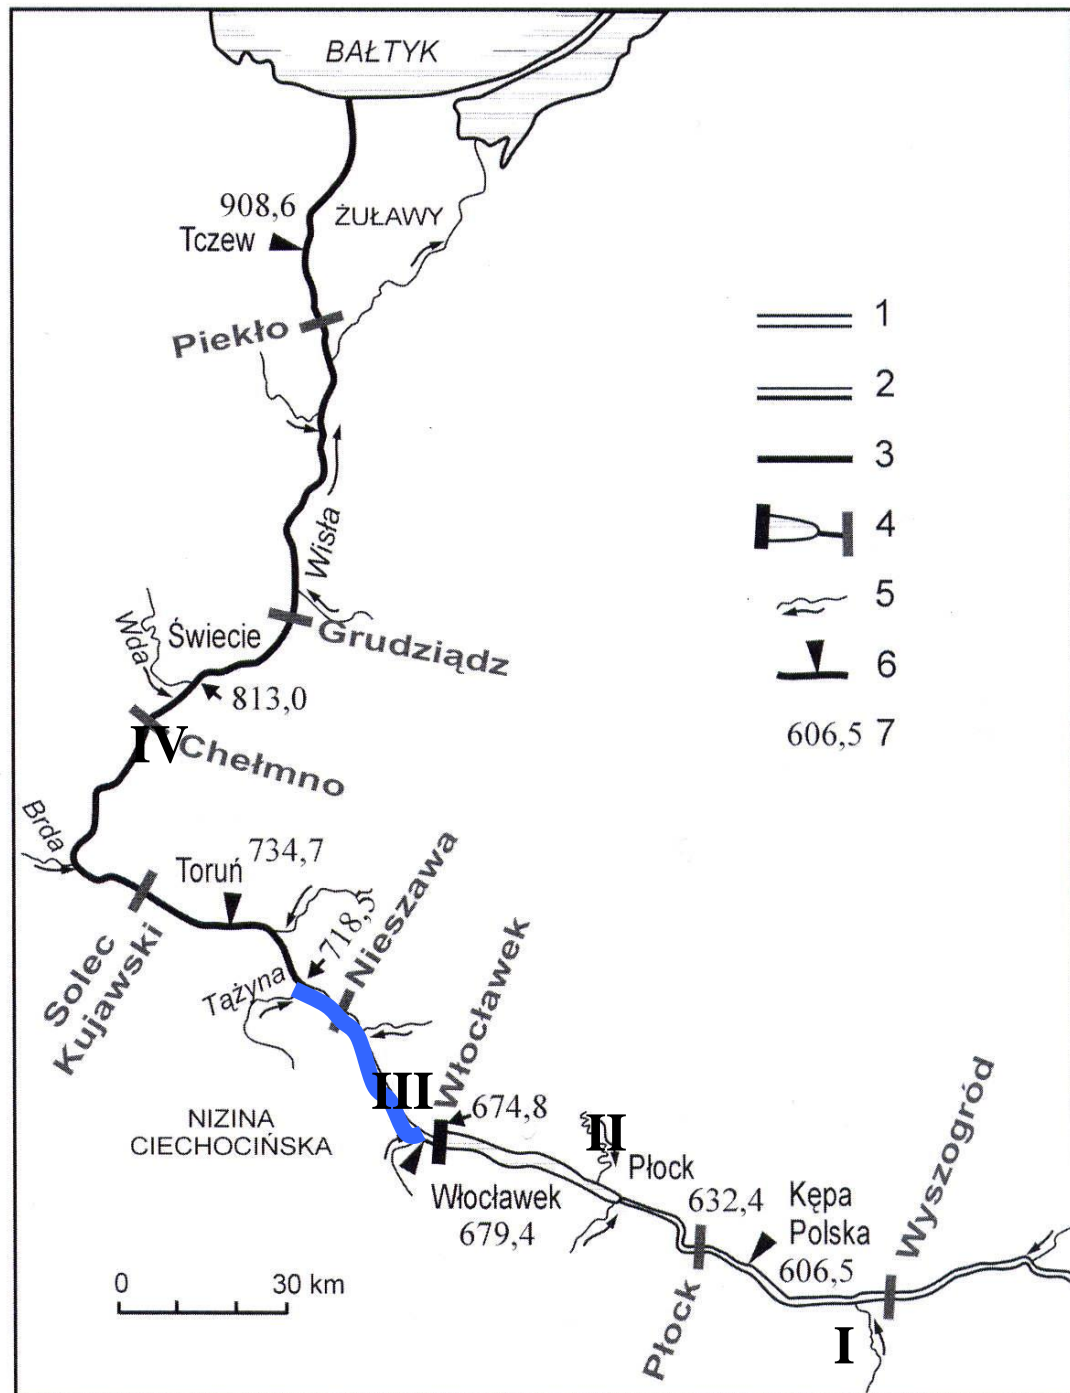 BAŁTYK
908,6
ŻUŁAWY
Tczew
Piekło
1
2
3
4
5
6
606,5 7
Wisła
Wda
Świecie
Grudziądz
813,0
IV
Chełmno
Brda
Toruń
734,7
718,5
Nieszawa
Solec
Kujawski
Tążyna
Włocławek
III
674,8
NIZINA
CIECHOCIŃSKA
II
Płock
Włocławek
679,4
632,4
Kępa
Polska
606,5
Wyszogród
0 30 km
Płock
I